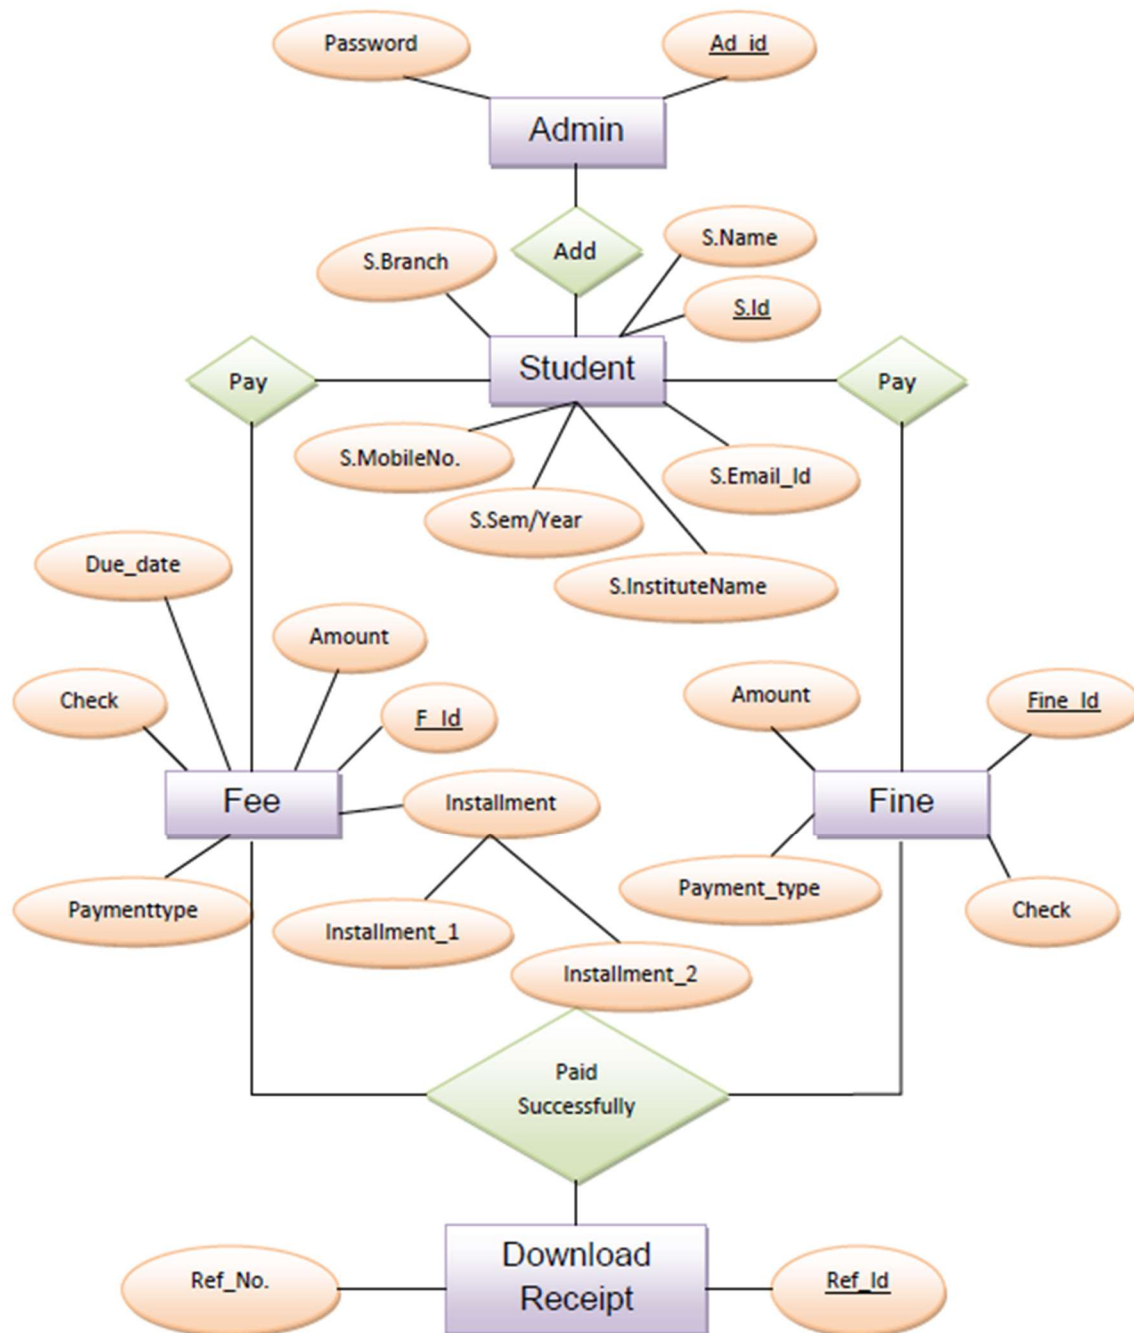 Password
Ad_id
Admin
Add
S.Name
S.Branch
S.Id
Student
Pay
Pay
S.MobileNo.
S.Email_Id
S.Sem/Year
S.InstituteName
Due_date
Amount
Check
F_Id
Amount
Fine_Id
Fee
Installment
Fine
Paymenttype
Installment_1
Installment_2
Payment_type
Check
Paid
Successfully
Download
Receipt
Ref_No.
Ref_Id